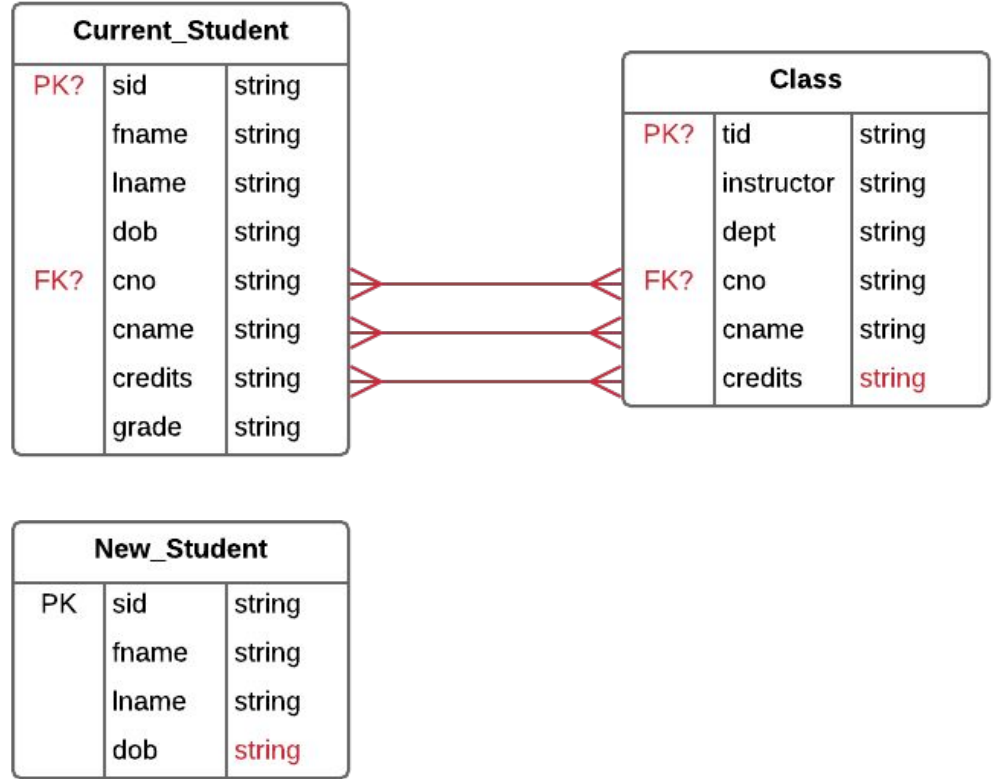 Current_Student
PK? sid string
fname string
lname string
dob string
FK? cno string
cname string
credits string
grade string
Class
PK? tid string
instructor string
dept string
FK? cno string
cname string
credits string
New_Student
PK sid string
fname string
lname string
dob string